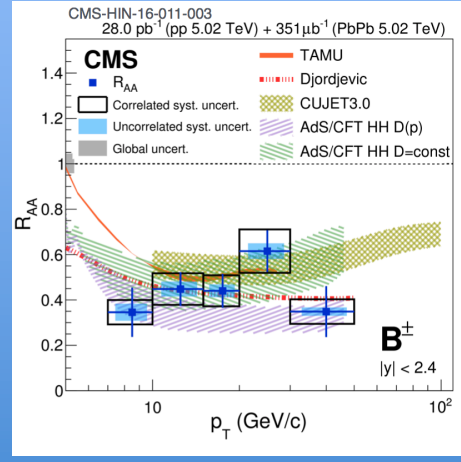 CMS-HIN-16-011-003
28.0 pb⁻¹ (pp 5.02 TeV) + 351μb⁻¹ (PbPb 5.02 TeV)
CMS
R_AA
Correlated syst. uncert.
Uncorrelated syst. uncert.
Global uncert.
TAMU
Djordjevic
CUJET3.0
AdS/CFT HH D(p)
AdS/CFT HH D=const
R_AA
1.4
1.2
1
0.8
0.6
0.4
0.2
0
B±
|y| < 2.4
10
10²
p_T (GeV/c)